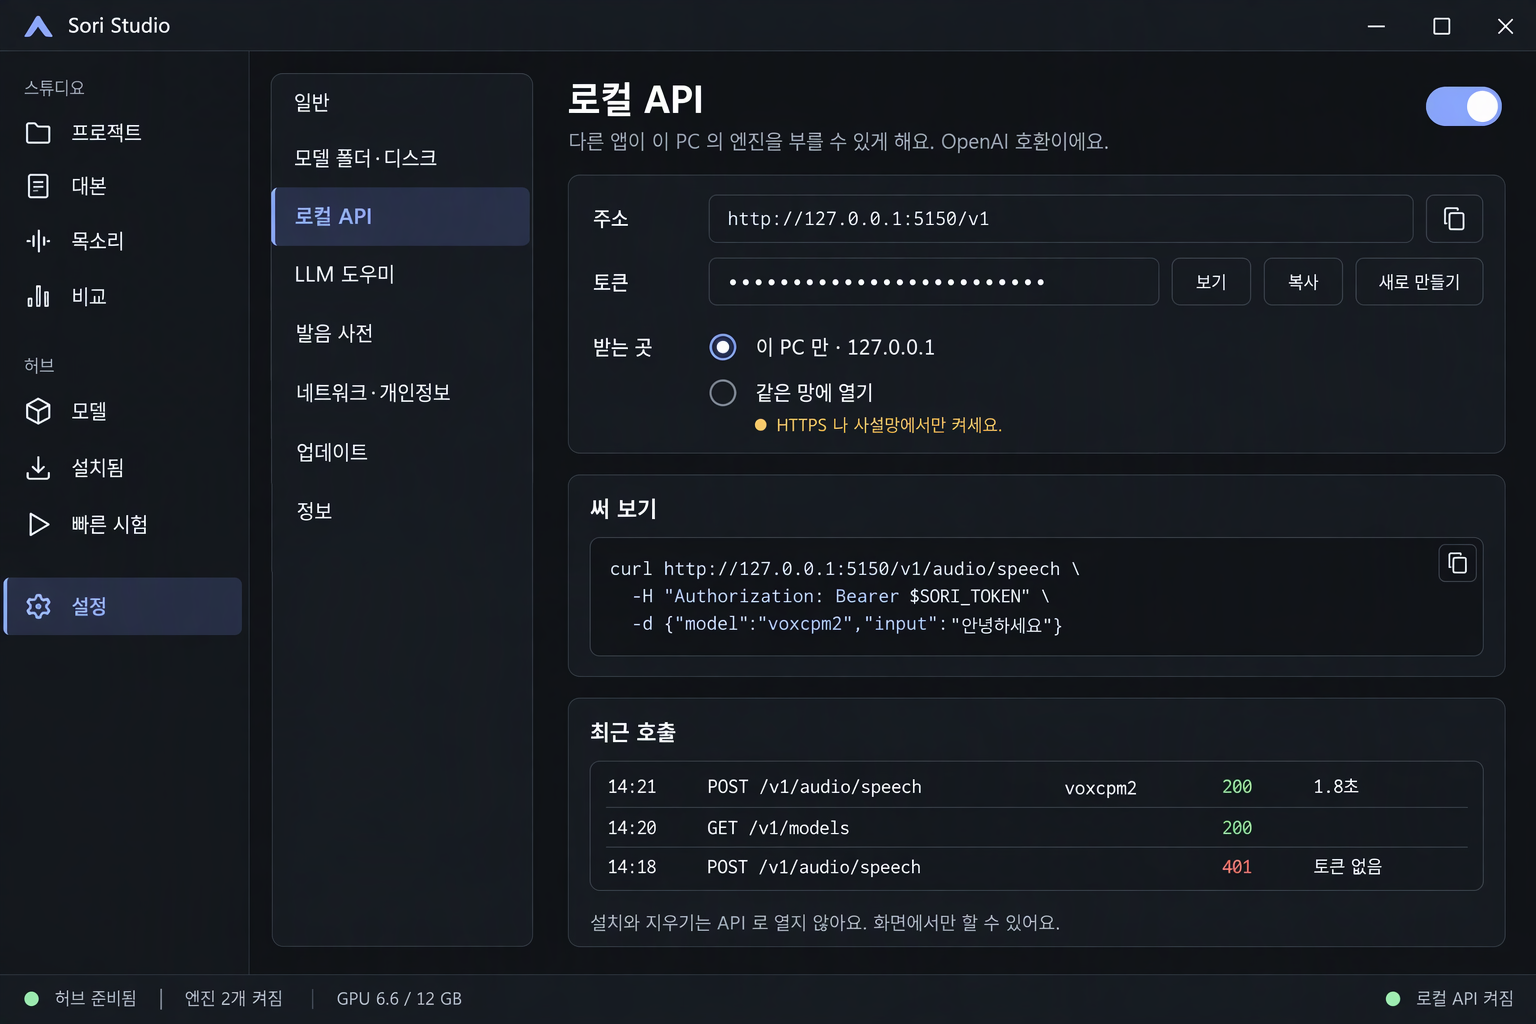 Sori Studio
스튜디오
프로젝트
대본
목소리
비교
허브
모델
설치됨
빠른 시험
설정
일반
모델 폴더·디스크
로컬 API
LLM 도우미
발음 사전
네트워크·개인정보
업데이트
정보
로컬 API
다른 앱이 이 PC 의 엔진을 부를 수 있게 해요. OpenAI 호환이에요.
주소 http://127.0.0.1:5150/v1
토큰 ••••••••••••••••••••••••• 보기 복사 새로 만들기
받는 곳 이 PC 만 · 127.0.0.1
같은 망에 열기
HTTPS 나 사설망에서만 켜세요.
써 보기
curl http://127.0.0.1:5150/v1/audio/speech \
-H "Authorization: Bearer $SORI_TOKEN" \
-d {"model":"voxcpm2","input":"안녕하세요"}
최근 호출
14:21 POST /v1/audio/speech voxcpm2 200 1.8초
14:20 GET /v1/models 200
14:18 POST /v1/audio/speech 401 토큰 없음
설치와 지우기는 API 로 열지 않아요. 화면에서만 할 수 있어요.
허브 준비됨 | 엔진 2개 켜짐 | GPU 6.6 / 12 GB
로컬 API 켜짐